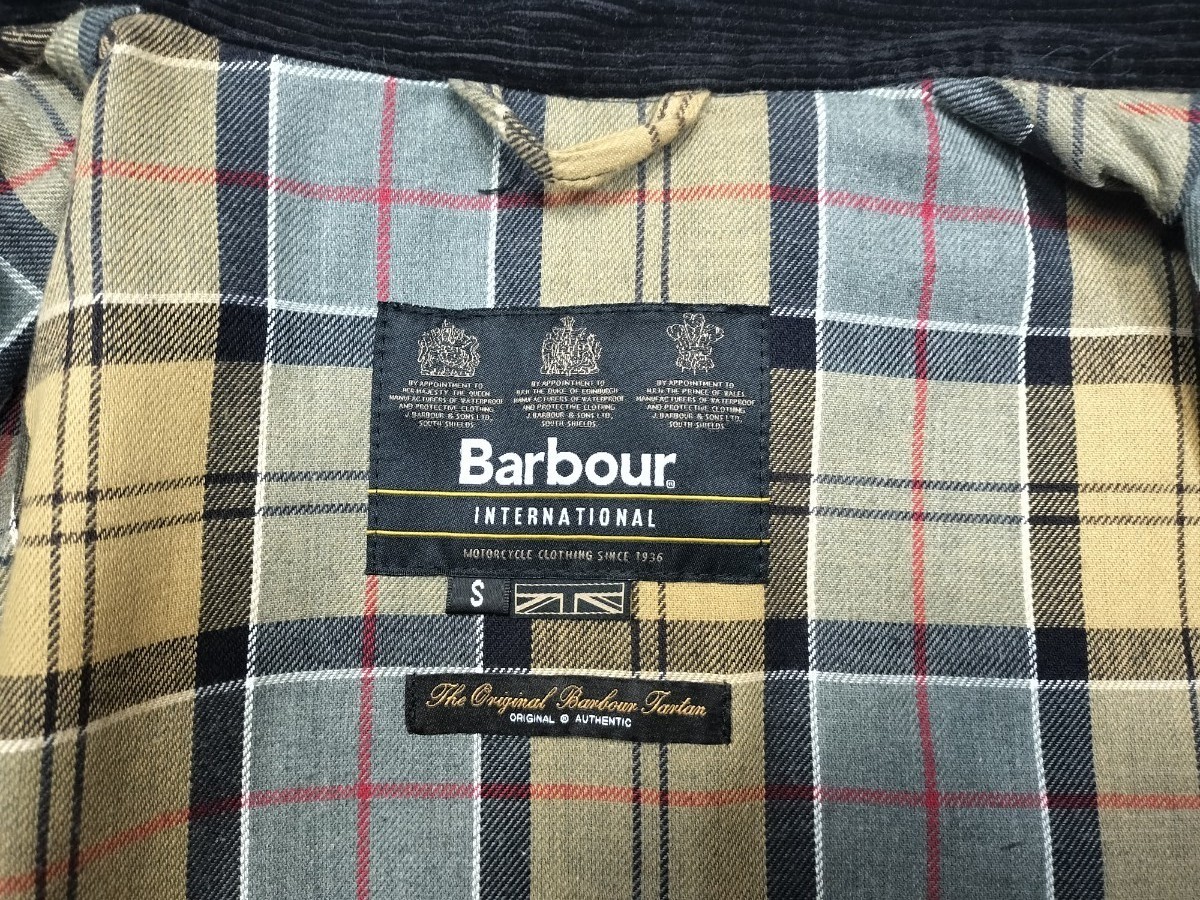 BY APPOINTMENT TO
HER MAJESTY THE QUEEN
MANUFACTURERS OF WATERPROOF
AND PROTECTIVE CLOTHING
J. BARBOUR & SONS LTD.
SOUTH SHIELDS
BY APPOINTMENT TO
H.R.H. THE DUKE OF EDINBURGH
MANUFACTURERS OF WATERPROOF
AND PROTECTIVE CLOTHING
J. BARBOUR & SONS LTD.
SOUTH SHIELDS.
BY APPOINTMENT TO
H.R.H. THE PRINCE OF WALES
MANUFACTURERS OF WATERPROOF
AND PROTECTIVE CLOTHING
J. BARBOUR & SONS LTD.
SOUTH SHIELDS.
Barbour®
INTERNATIONAL
MOTORCYCLE CLOTHING SINCE 1936
S
The Original Barbour Tartan
ORIGINAL ® AUTHENTIC